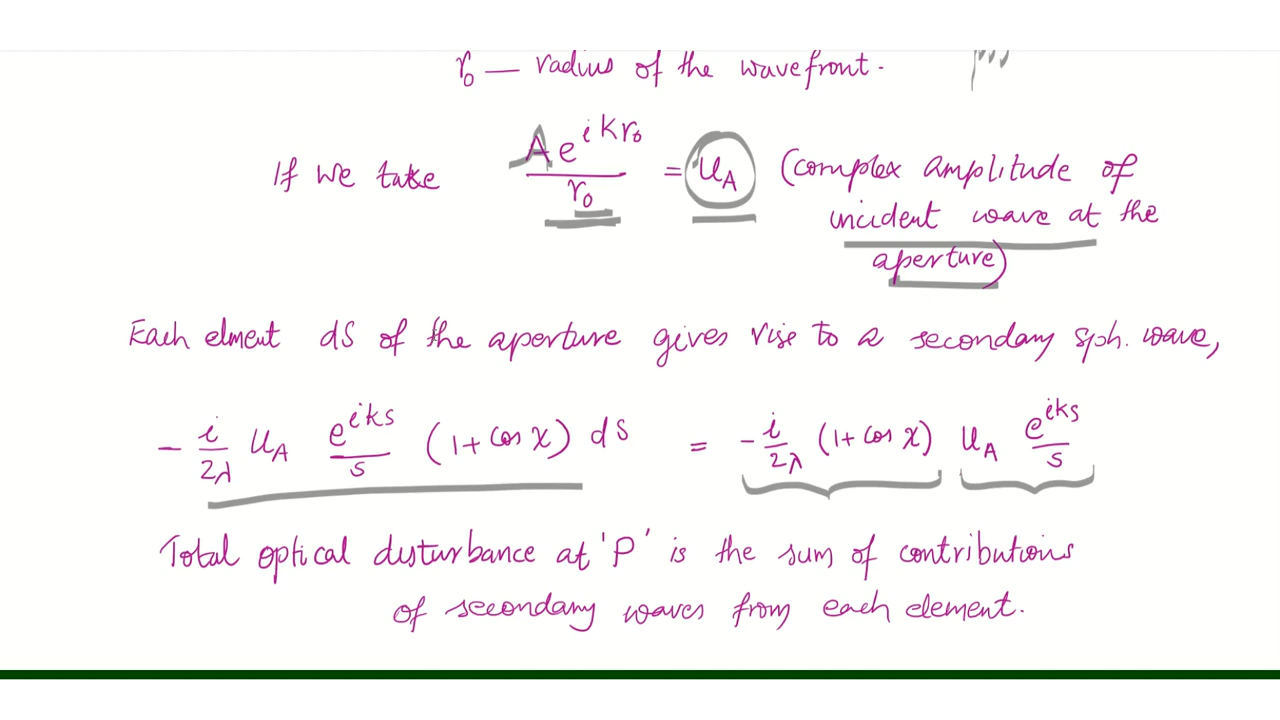 r₀ — radius of the wavefront.
If we take Ae^{ikr₀}/r₀ = u_A (complex amplitude of
incident wave at the
aperture)
Each elment dS of the aperture gives rise to a secondary sph. wave,
- i/2λ u_A e^{iks}/s (1+cos χ) ds = - i/2λ (1+cos χ) u_A e^{iks}/s
Total optical disturbance at 'P' is the sum of contributions
of secondary waves from each element.